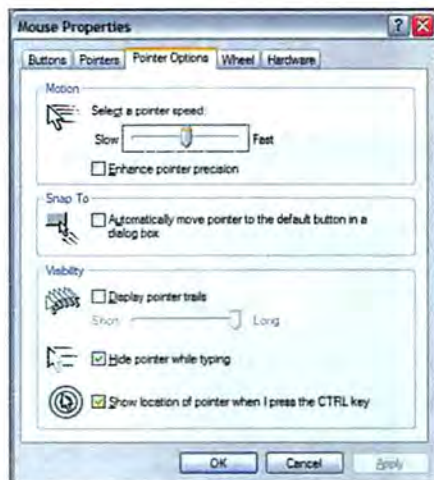 Mouse Properties
Buttons Pointers Pointer Options Wheel Hardware
Motion
Select a pointer speed:
Slow Fast
Enhance pointer precision
Snap To
Automatically move pointer to the default button in a
dialog box
Visibility
Display pointer trails
Short Long
Hide pointer while typing
Show location of pointer when I press the CTRL key
OK Cancel Apply